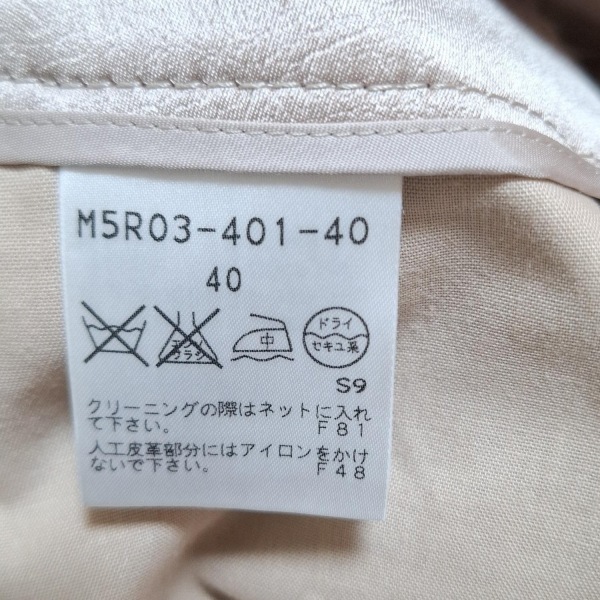 M5R03-401-40
40
エンソ サラシ
中
ドライ
セキユ系
S9
クリーニングの際はネットに入れ
て下さい。 F81
人工皮革部分にはアイロンをかけ
ないで下さい。 F48